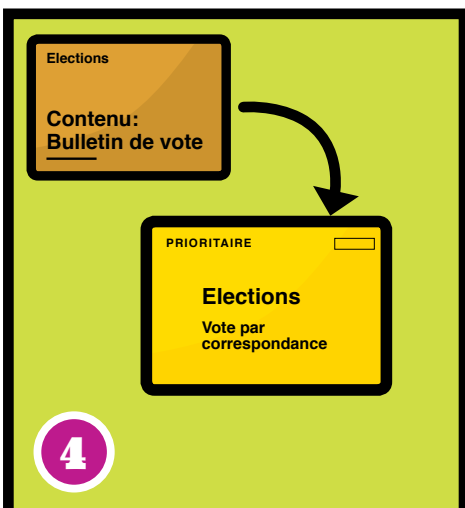 Elections
Contenu:
Bulletin de vote
PRIORITAIRE
Elections
Vote par
correspondance
4